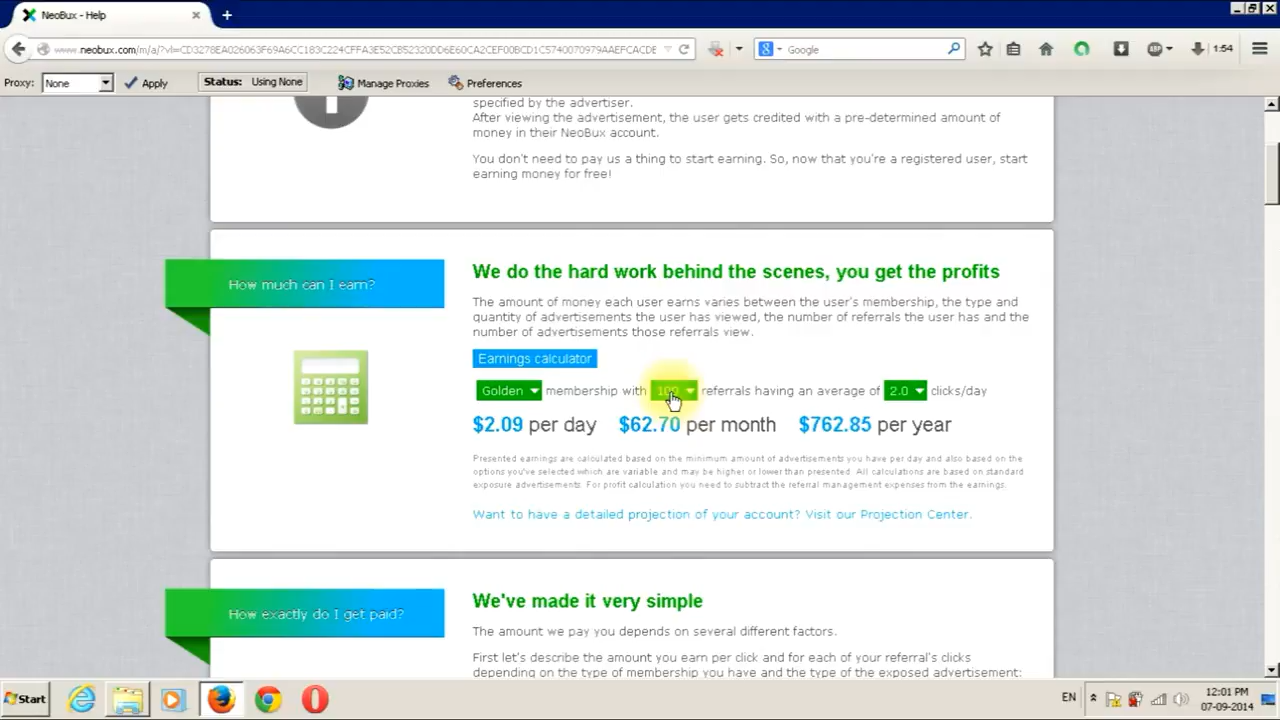 NeoBux - Help
www.neobux.com/m/a/?vl=CD3278EA026063F69A6CC183C224CFFA3E52CB52320DD6E60CA2CEF00BCD1C5740070979AAEFCACDE
Google
1:54
Proxy: None Apply Status: Using None Manage Proxies Preferences
specified by the advertiser.
After viewing the advertisement, the user gets credited with a pre-determined amount of
money in their NeoBux account.
You don't need to pay us a thing to start earning. So, now that you're a registered user, start
earning money for free!
How much can I earn?
We do the hard work behind the scenes, you get the profits
The amount of money each user earns varies between the user's membership, the type and
quantity of advertisements the user has viewed, the number of referrals the user has and the
number of advertisements those referrals view.
Earnings calculator
Golden membership with 100 referrals having an average of 2.0 clicks/day
$2.09 per day $62.70 per month $762.85 per year
Presented earnings are calculated based on the minimum amount of advertisements you have per day and also based on the
options you've selected which are variable and may be higher or lower than presented. All calculations are based on standard
exposure advertisements. For profit calculation you need to subtract the referral management expenses from the earnings.
Want to have a detailed projection of your account? Visit our Projection Center.
How exactly do I get paid?
We've made it very simple
The amount we pay you depends on several different factors.
First let's describe the amount you earn per click and for each of your referral's clicks
depending on the type of membership you have and the type of the exposed advertisement:
Start
EN
12:01 PM
07-09-2014